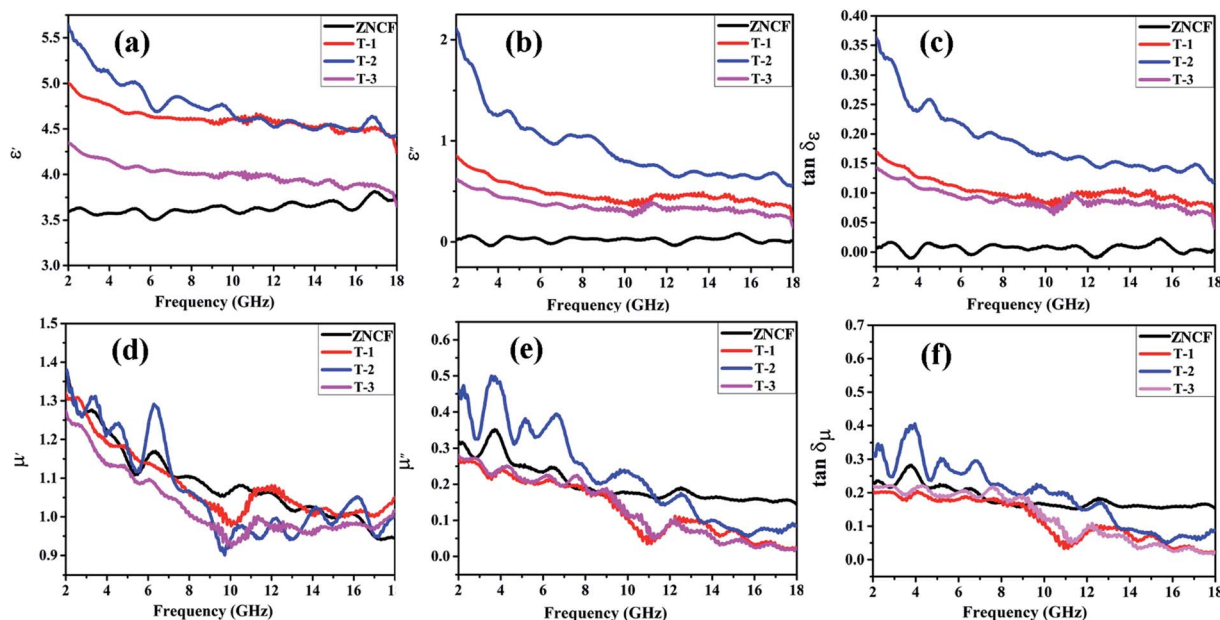 (a)
ZNCF
T-1
T-2
T-3
5.5
5.0
4.5
4.0
3.5
3.0
ε′
2 4 6 8 10 12 14 16 18
Frequency (GHz)
(b)
ZNCF
T-1
T-2
T-3
2
1
0
ε″
2 4 6 8 10 12 14 16 18
Frequency (GHz)
(c)
ZNCF
T-1
T-2
T-3
0.40
0.35
0.30
0.25
0.20
0.15
0.10
0.05
0.00
tan δε
2 4 6 8 10 12 14 16 18
Frequency (GHz)
(d)
ZNCF
T-1
T-2
T-3
1.5
1.4
1.3
1.2
1.1
1.0
0.9
μ′
2 4 6 8 10 12 14 16 18
Frequency (GHz)
(e)
ZNCF
T-1
T-2
T-3
0.6
0.5
0.4
0.3
0.2
0.1
0.0
μ″
2 4 6 8 10 12 14 16 18
Frequency (GHz)
(f)
ZNCF
T-1
T-2
T-3
0.7
0.6
0.5
0.4
0.3
0.2
0.1
0.0
tan δμ
2 4 6 8 10 12 14 16 18
Frequency (GHz)